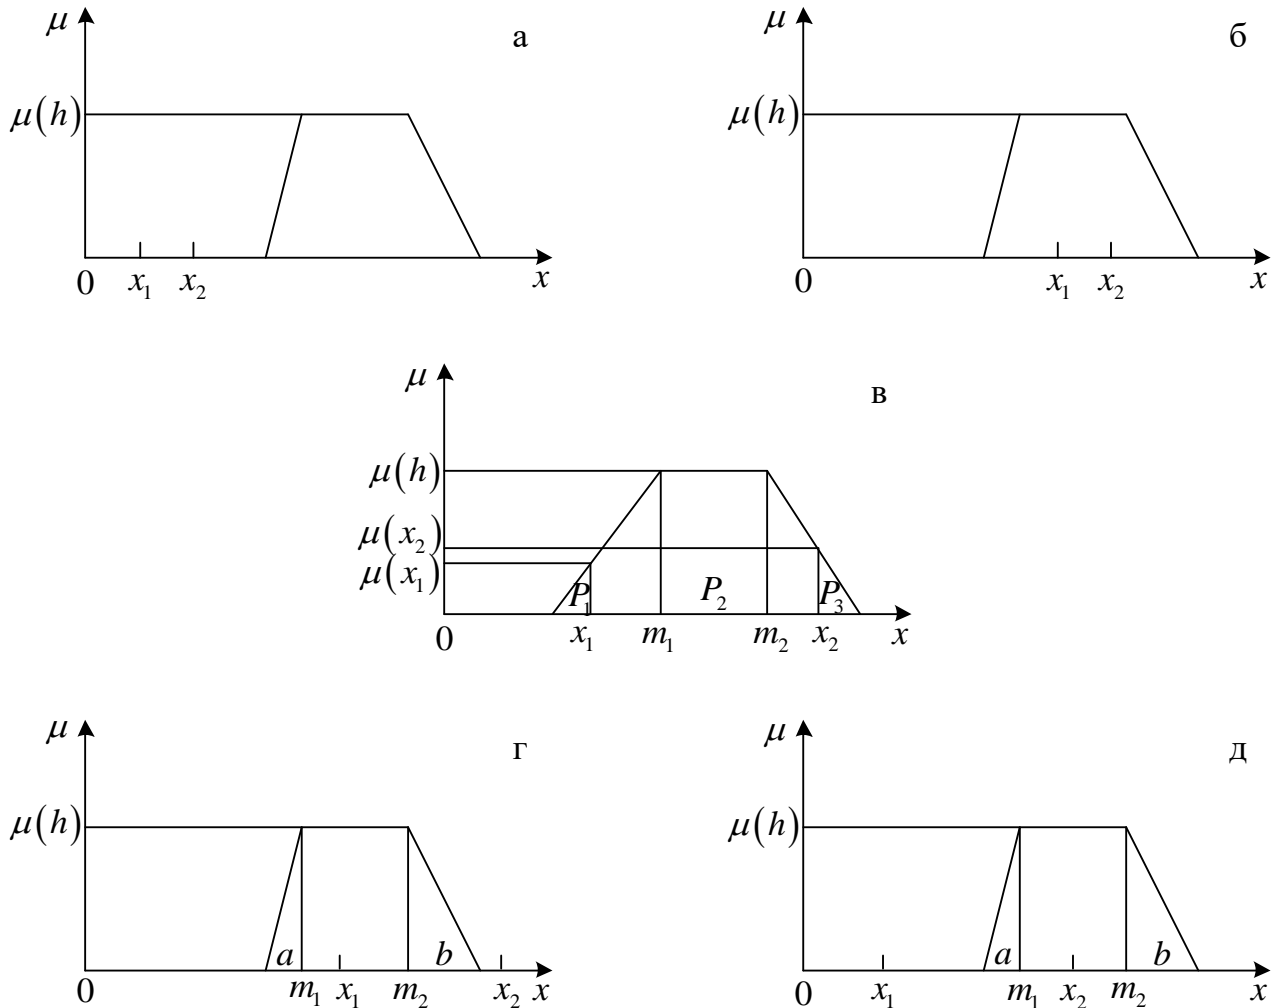 μ а
μ(h)
0 x₁ x₂ x
μ б
μ(h)
0 x₁ x₂ x
μ в
μ(h)
μ(x₂)
μ(x₁)
P₁ P₂ P₃
0 x₁ m₁ m₂ x₂ x
μ г
μ(h)
a b
0 m₁ x₁ m₂ x₂ x
μ д
μ(h)
a b
0 x₁ m₁ x₂ m₂ x